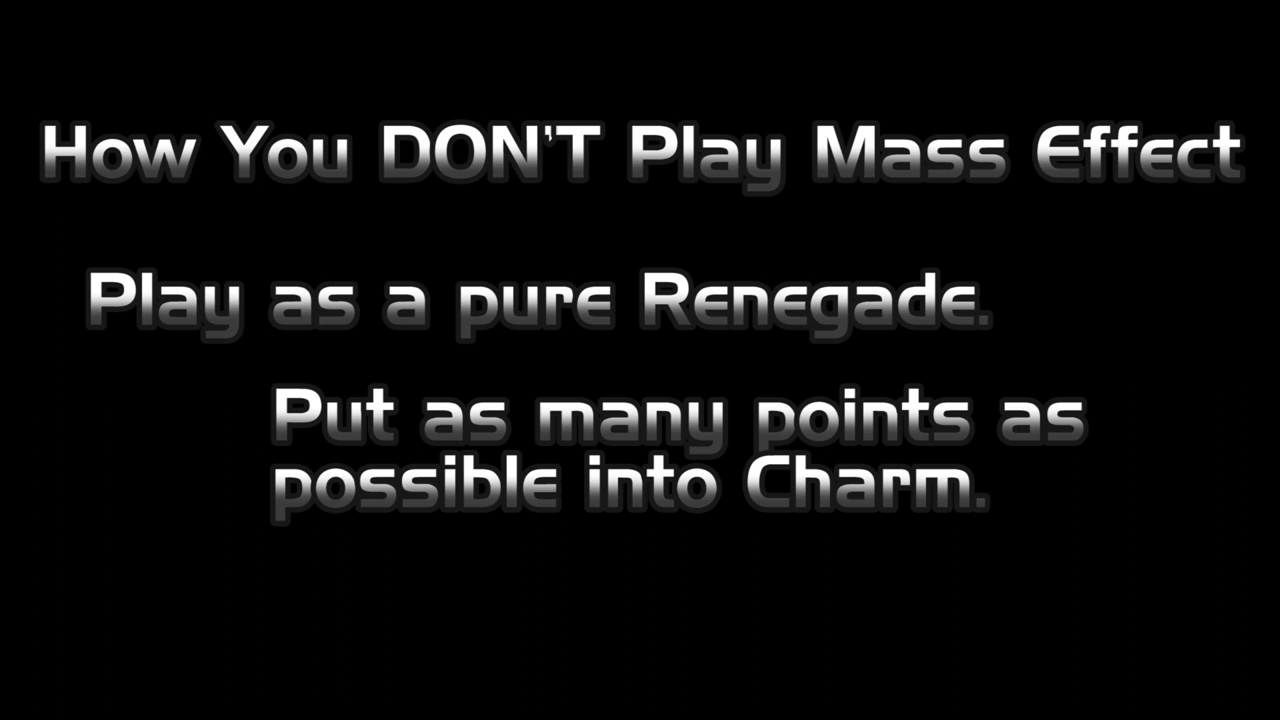 How You DON'T Play Mass Effect
Play as a pure Renegade.
Put as many points as
possible into Charm.